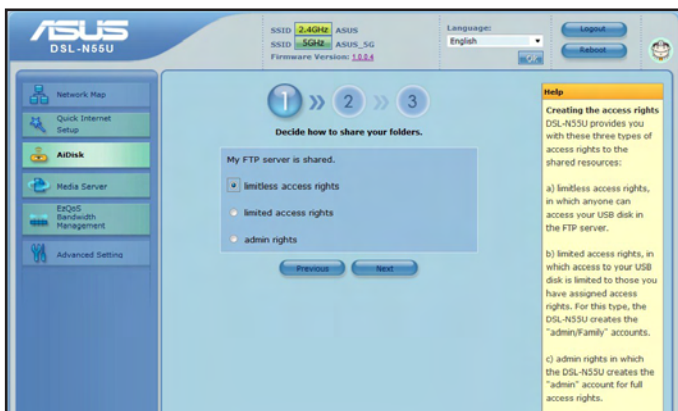 ASUS
DSL-N55U
SSID 2.4GHz ASUS
SSID 5GHz ASUS_5G
Firmware Version: 1.0.0.4
Language:
English
OK
Logout
Reboot
Network Map
Quick Internet
Setup
AiDisk
Media Server
EzQoS
Bandwidth
Management
Advanced Setting
1 » 2 » 3
Decide how to share your folders.
My FTP server is shared.
limitless access rights
limited access rights
admin rights
Previous
Next
Help
Creating the access rights
DSL-N55U provides you
with these three types of
access rights to the
shared resources:
a) limitless access rights,
in which anyone can
access your USB disk in
the FTP server.
b) limited access rights, in
which access to your USB
disk is limited to those you
have assigned access
rights. For this type, the
DSL-N55U creates the
"admin/Family" accounts.
c) admin rights in which
the DSL-N55U creates the
"admin" account for full
access rights.